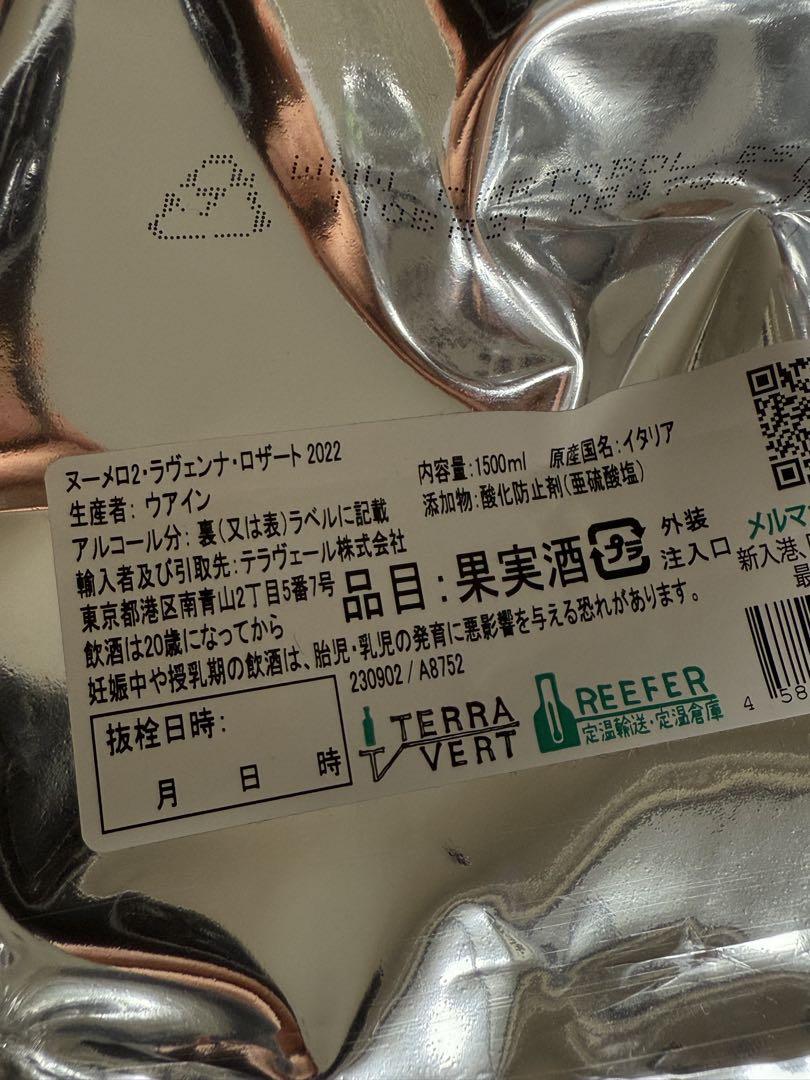 ヌーメロ2・ラヴェンナ・ロザート 2022
生産者: ウアイン
アルコール分: 裏(又は表)ラベルに記載
輸入者及び引取先:テラヴェール株式会社
東京都港区南青山2丁目5番7号
飲酒は20歳になってから
妊娠中や授乳期の飲酒は、胎児・乳児の発育に悪影響を与える恐れがあります。
内容量:1500ml 原産国名:イタリア
添加物:酸化防止剤(亜硫酸塩)
品目:果実酒
プラ
外装
注入口
230902 / A8752
抜栓日時:
月 日 時
TERRA
VERT
REEFER
定温輸送・定温倉庫
メルマ
新入港、
最
4 58